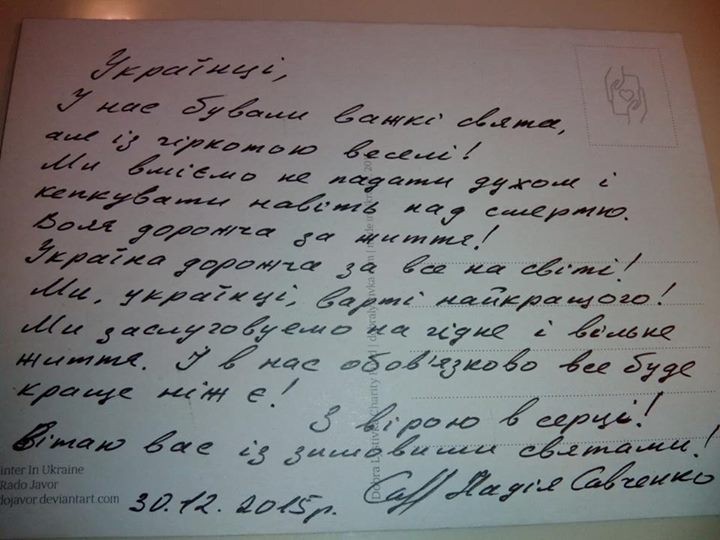 Українці,
У нас бували важкі свята,
але із гіркотою веселі!
Ми вміємо не падати духом і
кепкувати навіть над смертю.
Воля дорожча за життя!
Україна дорожча за все на світі!
Ми, українці, варті найкращого!
Ми заслуговуємо на гідне і вільне
життя. І в нас обов'язково все буде
краще ніж є!
З вірою в серці!
Вітаю вас із зимовими святами!
Надія Савченко
30.12.2015р.
inter In Ukraine
Rado Javor
dojavor.deviantart.com